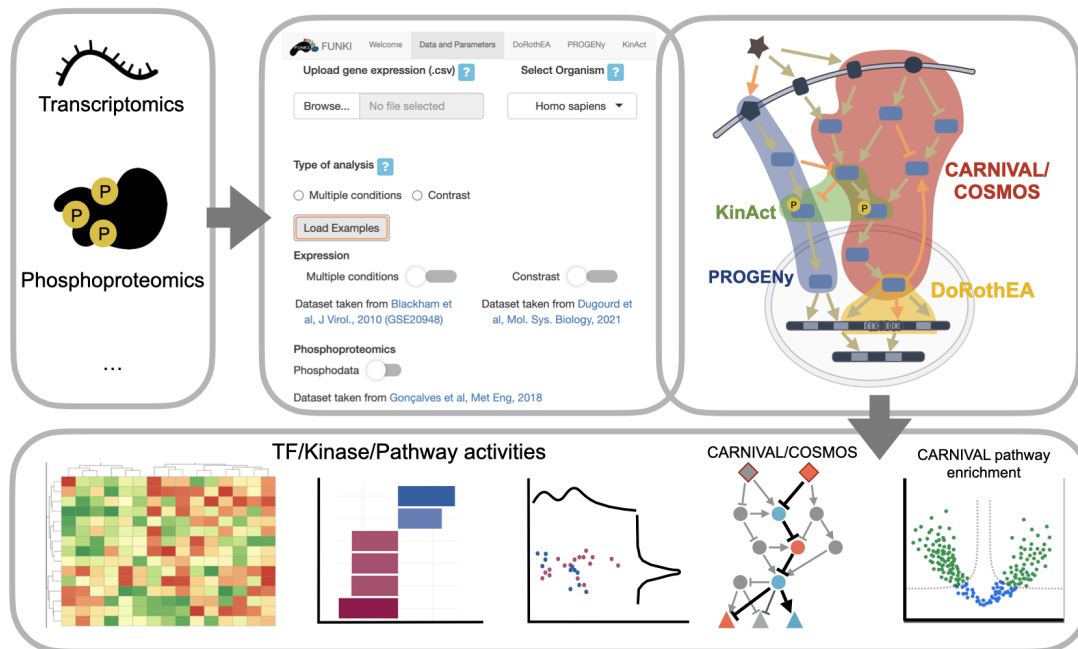 Transcriptomics
P
P
P
Phosphoproteomics
...
FUNKI Welcome Data and Parameters DoRothEA PROGENy KinAct
Upload gene expression (.csv) ? Select Organism ?
Browse... No file selected Homo sapiens
Type of analysis ?
Multiple conditions Contrast
Load Examples
Expression
Multiple conditions Constrast
Dataset taken from Blackham et
al, J Virol., 2010 (GSE20948)
Dataset taken from Dugourd
et al, Mol. Sys. Biology, 2021
Phosphoproteomics
Phosphodata
Dataset taken from Gonçalves et al, Met Eng, 2018
CARNIVAL/
COSMOS
KinAct
P
P
PROGENy
DoRothEA
TF/Kinase/Pathway activities
CARNIVAL/COSMOS
CARNIVAL pathway
enrichment